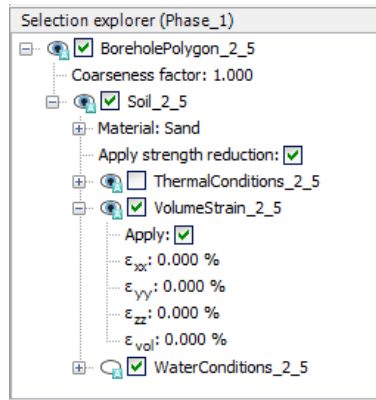 Selection explorer (Phase_1)
BoreholePolygon_2_5
Coarseness factor: 1.000
Soil_2_5
Material: Sand
Apply strength reduction:
ThermalConditions_2_5
VolumeStrain_2_5
Apply:
εxx: 0.000 %
εyy: 0.000 %
εzz: 0.000 %
εvol: 0.000 %
WaterConditions_2_5